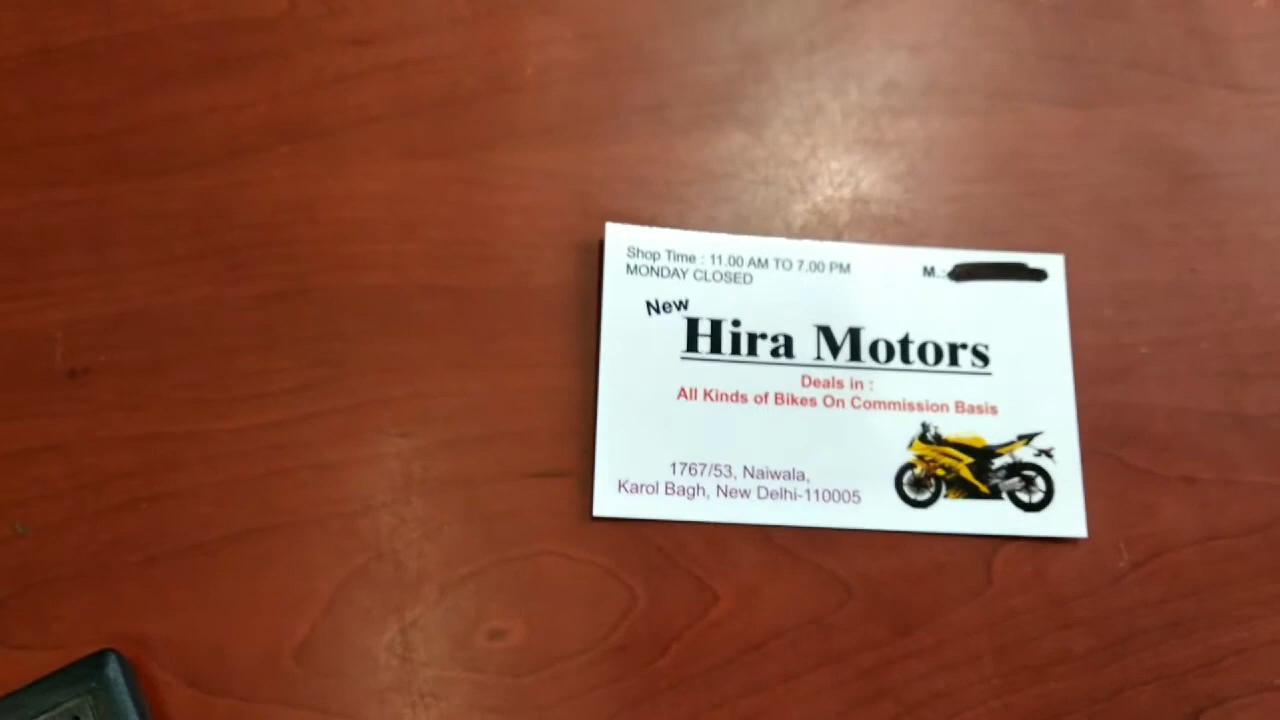 Shop Time : 11.00 AM TO 7.00 PM
MONDAY CLOSED
M.:
New
Hira Motors
Deals in :
All Kinds of Bikes On Commission Basis
1767/53, Naiwala,
Karol Bagh, New Delhi-110005